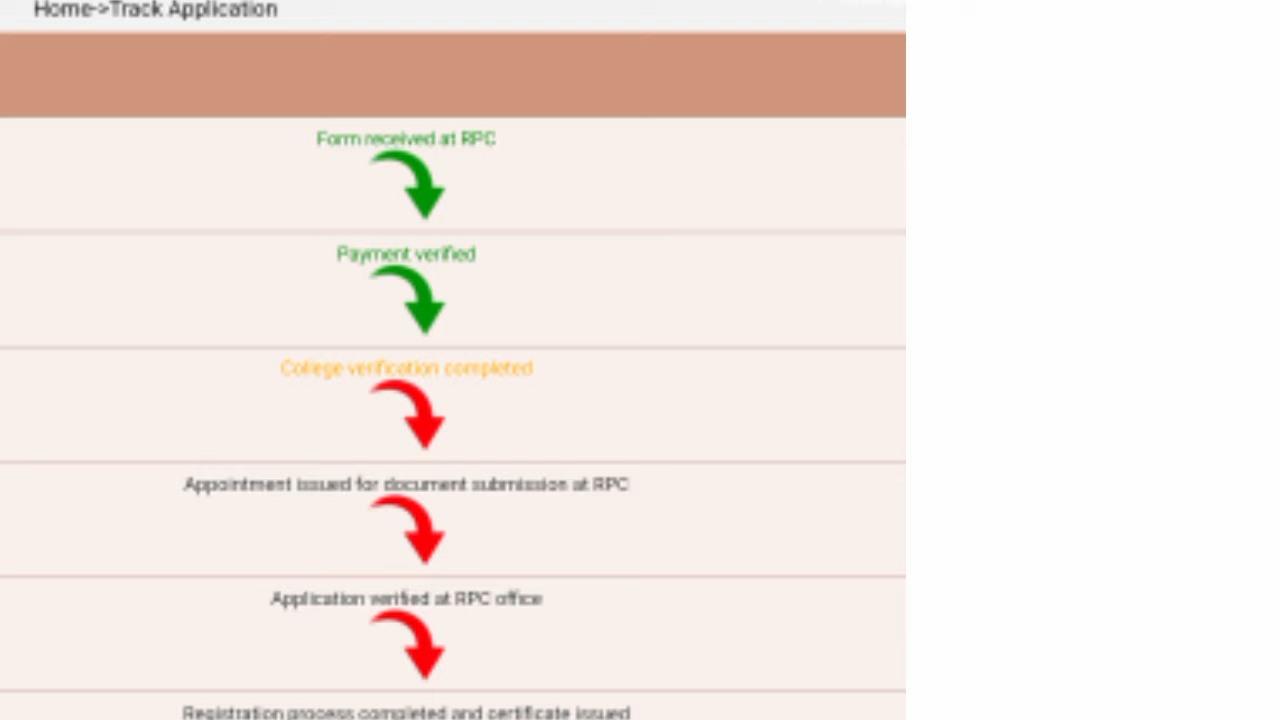 Home->Track Application
Form received at RPC
Payment verified
College verification completed
Appointment issued for document submission at RPC
Application verified at RPC office
Registration process completed and certificate issued